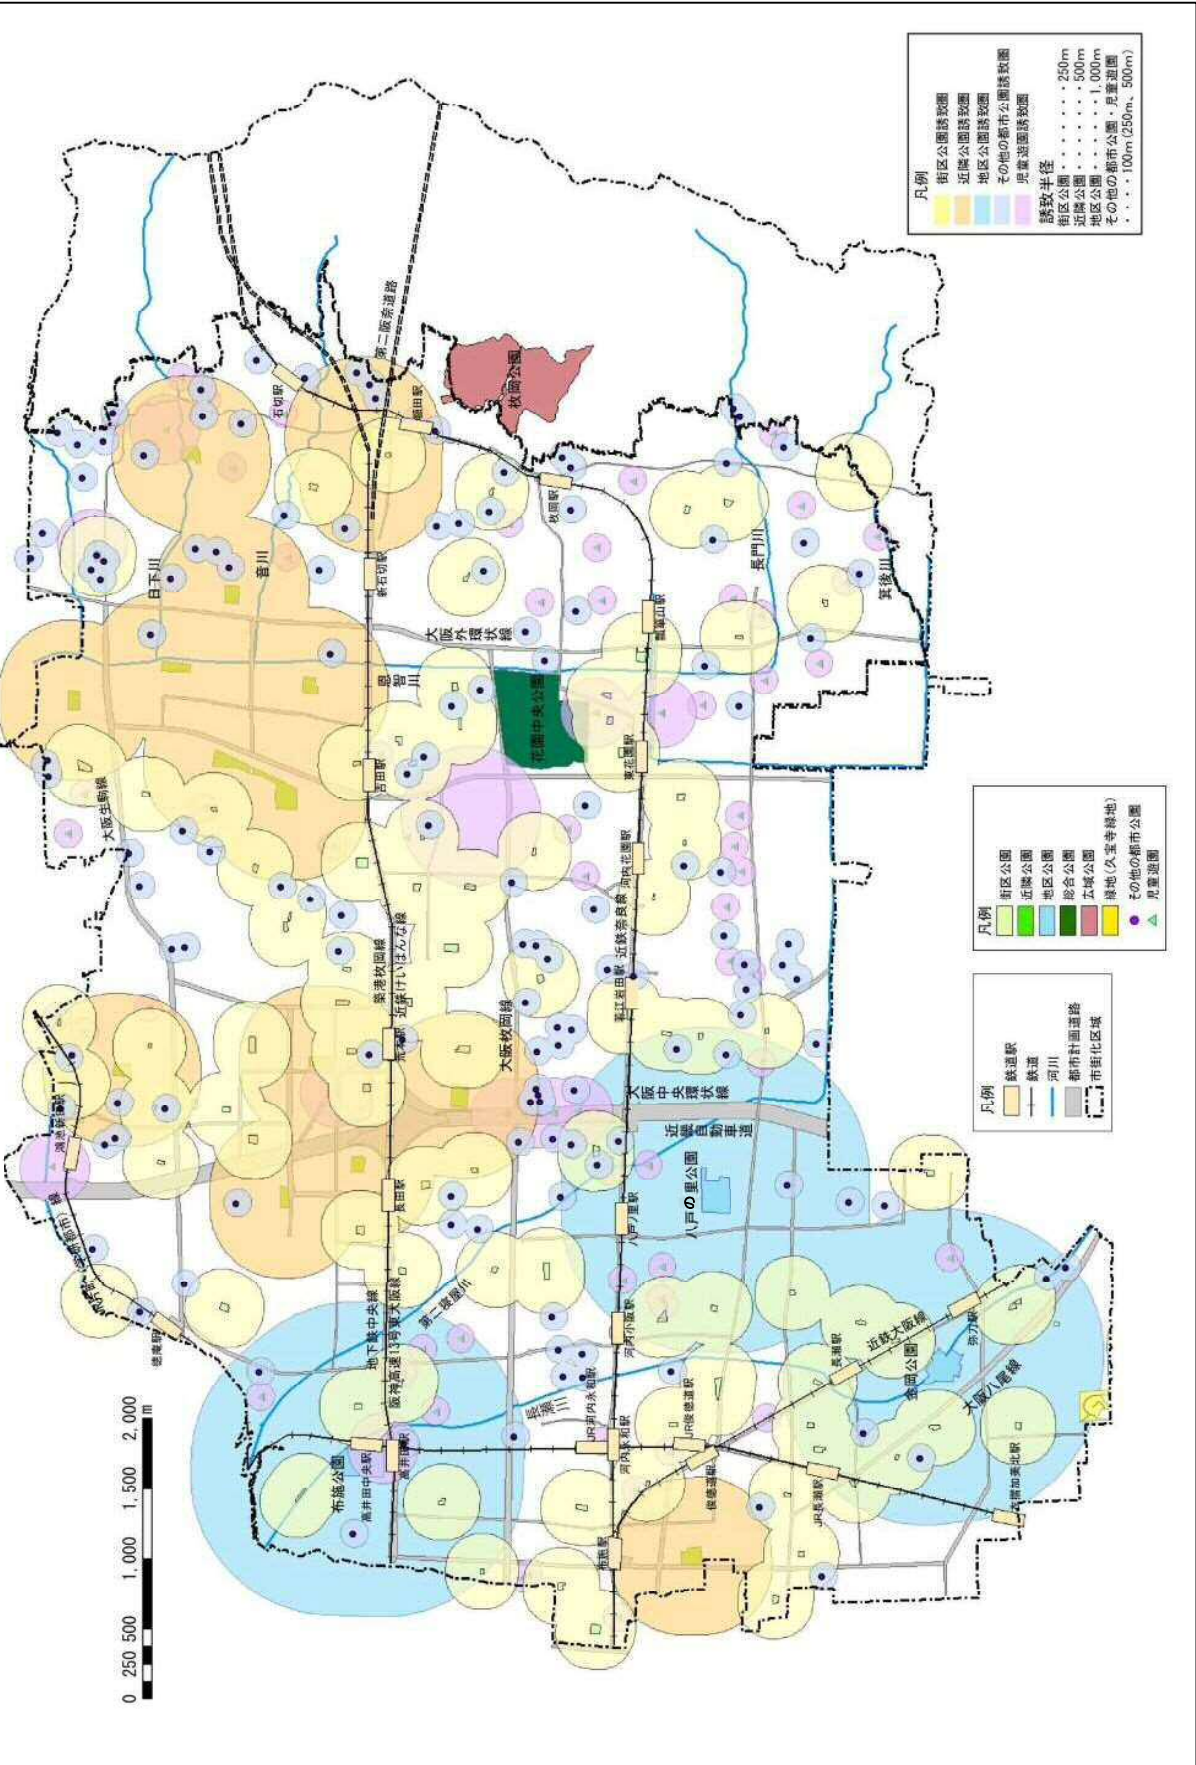 凡例
街区公園誘致圏
近隣公園誘致圏
地区公園誘致圏
その他の都市公園誘致圏
児童遊園誘致圏
誘致半径
街区公園・・・・・・・250m
近隣公園・・・・・・・500m
地区公園・・・・・・1,000m
その他の都市公園・児童遊園
・・・・100m(250m、500m)
凡例
街区公園
近隣公園
地区公園
総合公園
広域公園
緑地(久宝寺緑地)
その他の都市公園
児童遊園
凡例
鉄道駅
鉄道
河川
都市計画道路
市街化区域
0 250 500 1,000 1,500 2,000
m
石切駅
第二阪奈道路
額田駅
枚岡公園
枚岡駅
日下川
音川
新石切駅
大阪外環状線
恩智川
瓢箪山駅
長門川
箕後川
花園中央公園
東花園駅
吉田駅
大阪生駒線
河内花園駅
近鉄奈良線
若江岩田駅
築港枚岡線
近鉄けいはんな線
荒本駅
大阪枚岡線
大阪中央環状線
近畿自動車道
鴻池新田駅
長田駅
八戸の里公園
八戸ノ里駅
徳庵駅
地下鉄中央線
阪神高速13号東大阪線
第二寝屋川
河内小阪駅
長瀬川
JR河内永和駅
河内永和駅
JR俊徳道駅
俊徳道駅
長瀬駅
近鉄大阪線
弥刀駅
金岡公園
大阪八尾線
布施公園
高井田中央駅
高井田駅
布施駅
JR長瀬駅
衣摺加美北駅